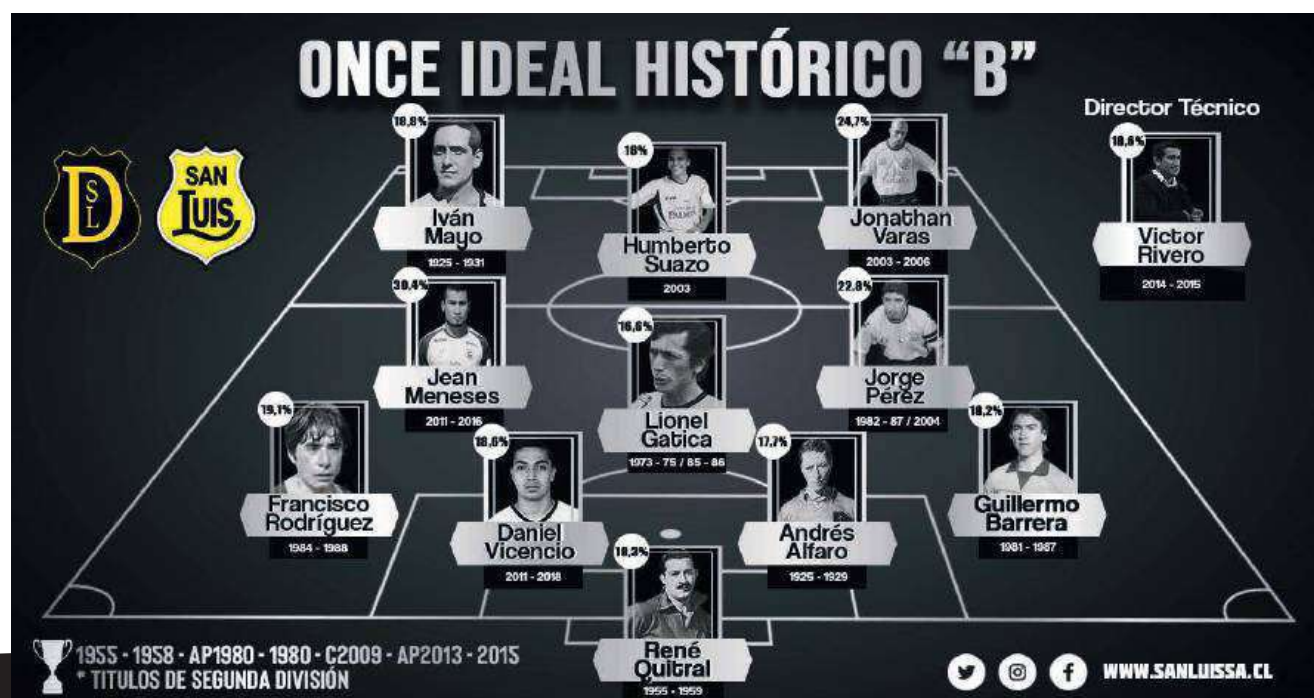 ONCE IDEAL HISTÓRICO “B”
Director Técnico
D
S
L
SAN
LUIS
18,8%
Iván
Mayo
1925 - 1931
18%
Humberto
Suazo
2003
24,7%
Jonathan
Varas
2003 - 2006
18,6%
Victor
Rivero
2014 - 2015
30,4%
Jean
Meneses
2011 - 2016
16,6%
Lionel
Gatica
1973 - 75 / 85 - 86
22,8%
Jorge
Pérez
1982 - 87 / 2004
19,1%
Francisco
Rodríguez
1984 - 1988
18,6%
Daniel
Vicencio
2011 - 2018
17,7%
Andrés
Alfaro
1925 - 1929
18,2%
Guillermo
Barrera
1981 - 1987
18,3%
René
Quitral
1955 - 1959
1955 - 1958 - AP1980 - 1980 - C2009 - AP2013 - 2015
* TITULOS DE SEGUNDA DIVISIÓN
WWW.SANLUISSA.CL